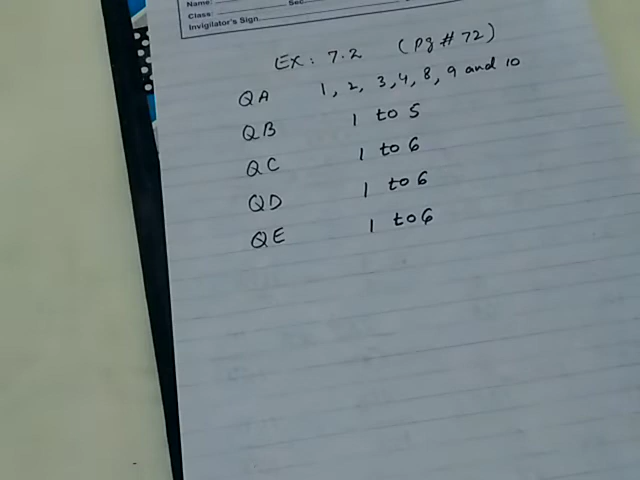 Name:
Class: Sec
Invigilator's Sign.
Ex: 7.2 (Pg # 72)
QA 1, 2, 3, 4, 8, 9 and 10
QB 1 to 5
QC 1 to 6
QD 1 to 6
QE 1 to 6